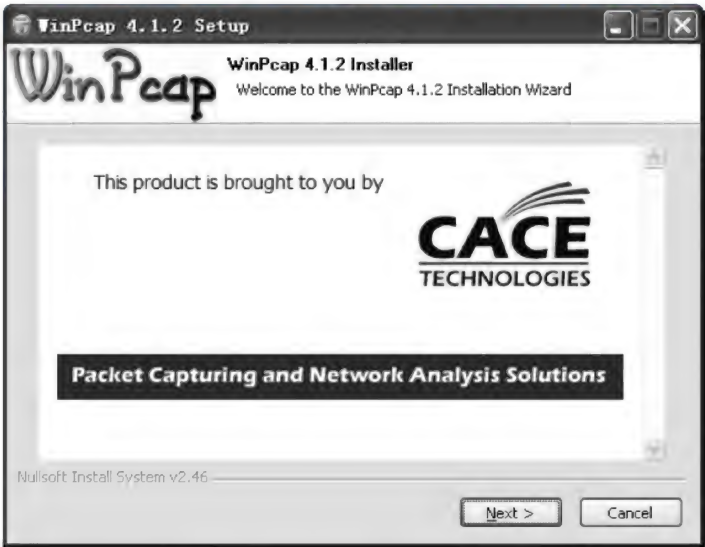 WinPcap 4.1.2 Setup
WinPcap
WinPcap 4.1.2 Installer
Welcome to the WinPcap 4.1.2 Installation Wizard
This product is brought to you by
CACE
TECHNOLOGIES
Packet Capturing and Network Analysis Solutions
Nullsoft Install System v2.46
Next >
Cancel